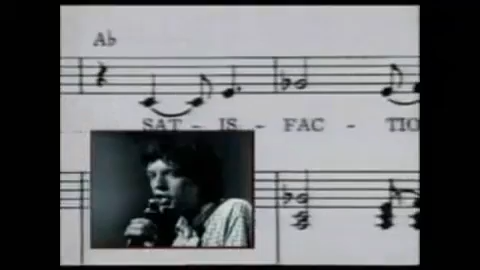 Ab
SAT - IS - FAC - TIO